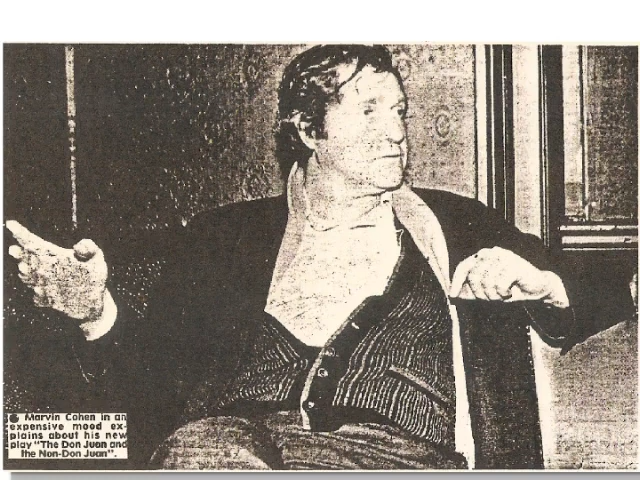 Marvin Cohen in an
expensive mood ex-
plains about his new
play "The Don Juan and
the Non-Don Juan".